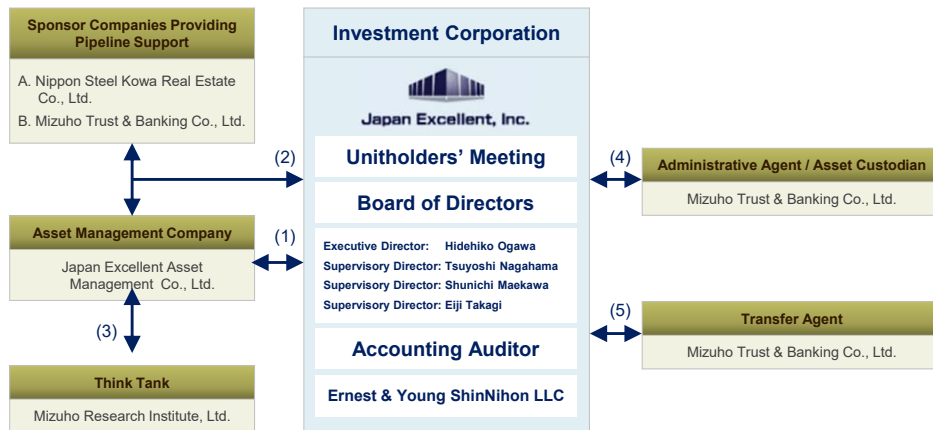 Sponsor Companies Providing
Pipeline Support
A. Nippon Steel Kowa Real Estate
Co., Ltd.
B. Mizuho Trust & Banking Co., Ltd.
(2)
Asset Management Company
Japan Excellent Asset
Management Co., Ltd.
(1)
(3)
Think Tank
Mizuho Research Institute, Ltd.
Investment Corporation
Japan Excellent, Inc.
Unitholders’ Meeting
Board of Directors
Executive Director: Hidehiko Ogawa
Supervisory Director: Tsuyoshi Nagahama
Supervisory Director: Shunichi Maekawa
Supervisory Director: Eiji Takagi
Accounting Auditor
Ernest & Young ShinNihon LLC
(4)
Administrative Agent / Asset Custodian
Mizuho Trust & Banking Co., Ltd.
(5)
Transfer Agent
Mizuho Trust & Banking Co., Ltd.